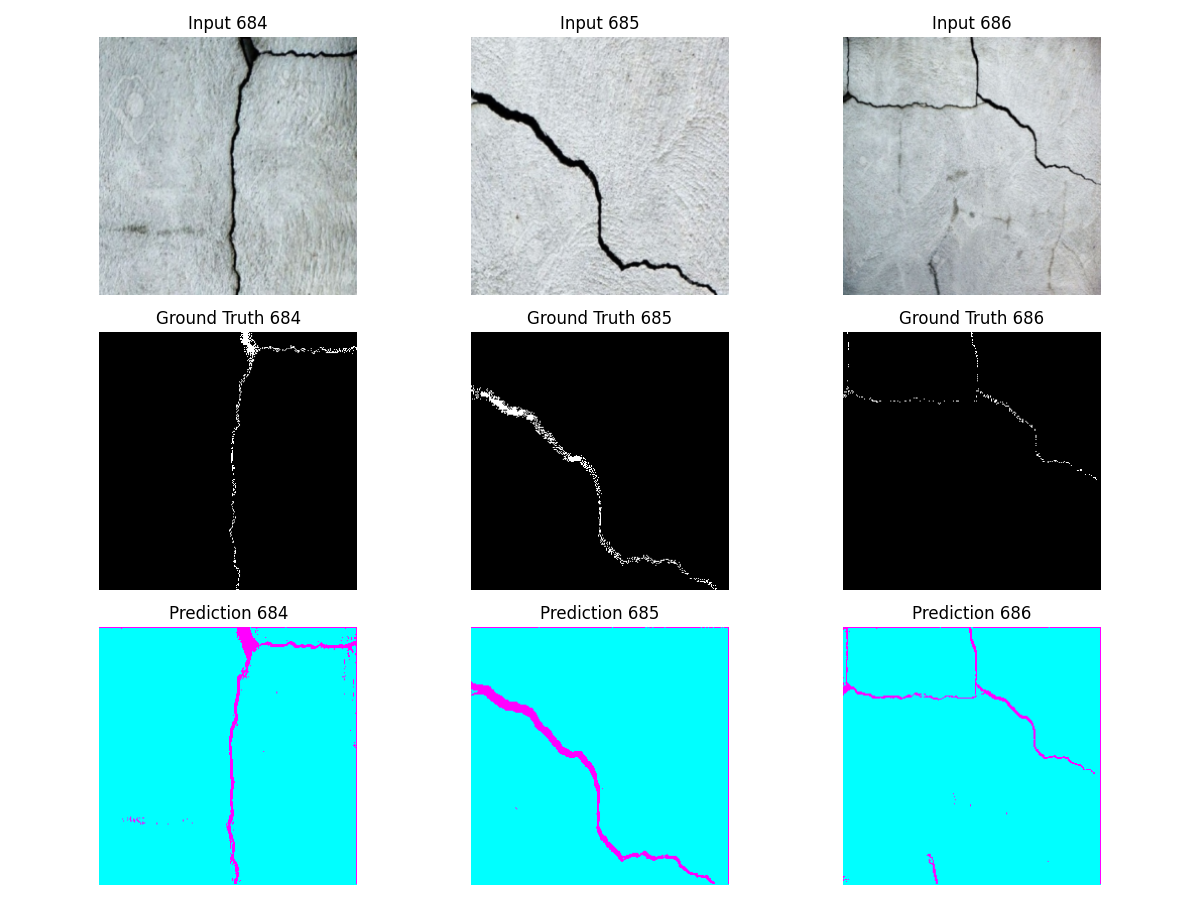 Input 684
Input 685
Input 686
Ground Truth 684
Ground Truth 685
Ground Truth 686
Prediction 684
Prediction 685
Prediction 686